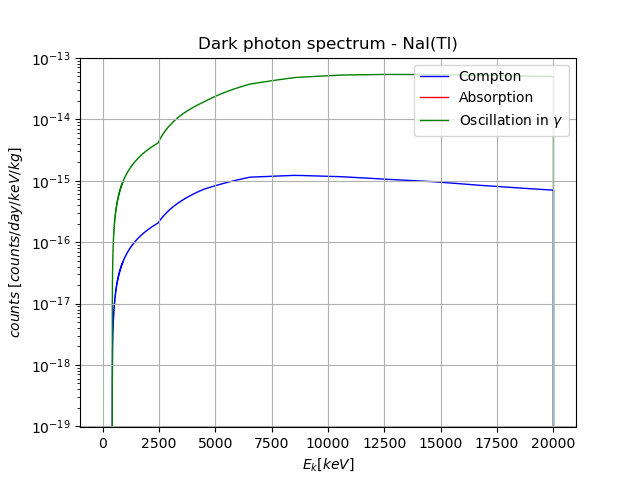 Dark photon spectrum - NaI(Tl)
Compton
Absorption
Oscillation in γ
10⁻¹³
10⁻¹⁴
10⁻¹⁵
10⁻¹⁶
10⁻¹⁷
10⁻¹⁸
10⁻¹⁹
counts [counts/day/keV/kg]
0 2500 5000 7500 10000 12500 15000 17500 20000
Eₖ[keV]